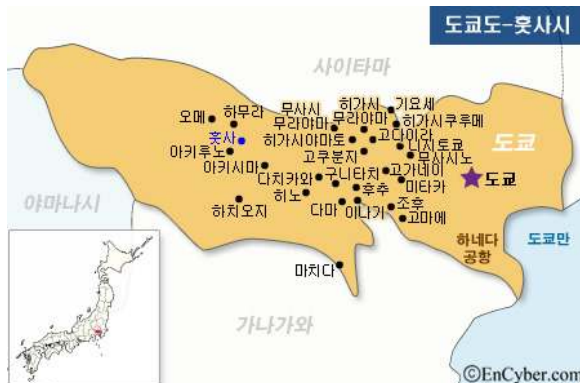 도쿄도-훗사시
사이타마
히가시
기요세
무사시
무라야마
오메
하무라
무라야마
히가시쿠루메
훗사
히가시야마토
고다이라
도쿄
니지토쿄
아키루노
고쿠분지
무사시노
아키시마
고가네이
다치카와
구니타치
미타카
도쿄
히노
후추
야마나시
하치오지
다마
이나기
조후
고마에
하네다
공항
도쿄만
마치다
가나가와
©EnCyber.com